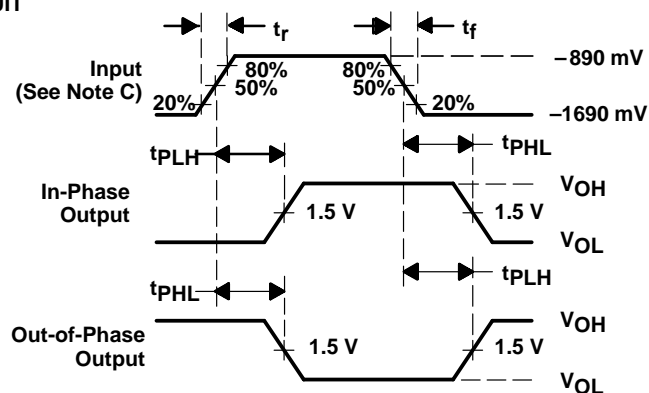 tr
tf
Input
(See Note C)
20%
80%
50%
80%
50%
20%
–890 mV
–1690 mV
tPLH
tPHL
In-Phase
Output
1.5 V
1.5 V
VOH
VOL
tPHL
tPLH
Out-of-Phase
Output
1.5 V
1.5 V
VOH
VOL